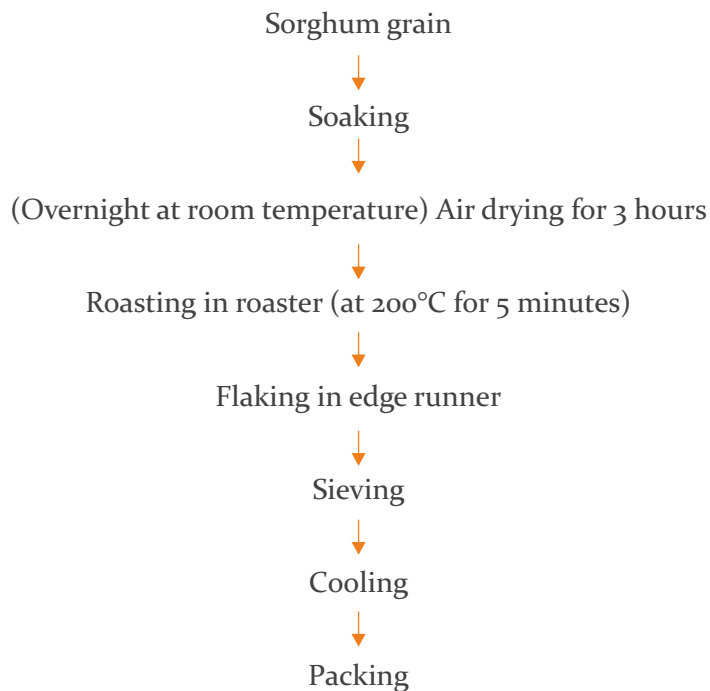 Sorghum grain
Soaking
(Overnight at room temperature) Air drying for 3 hours
Roasting in roaster (at 200°C for 5 minutes)
Flaking in edge runner
Sieving
Cooling
Packing